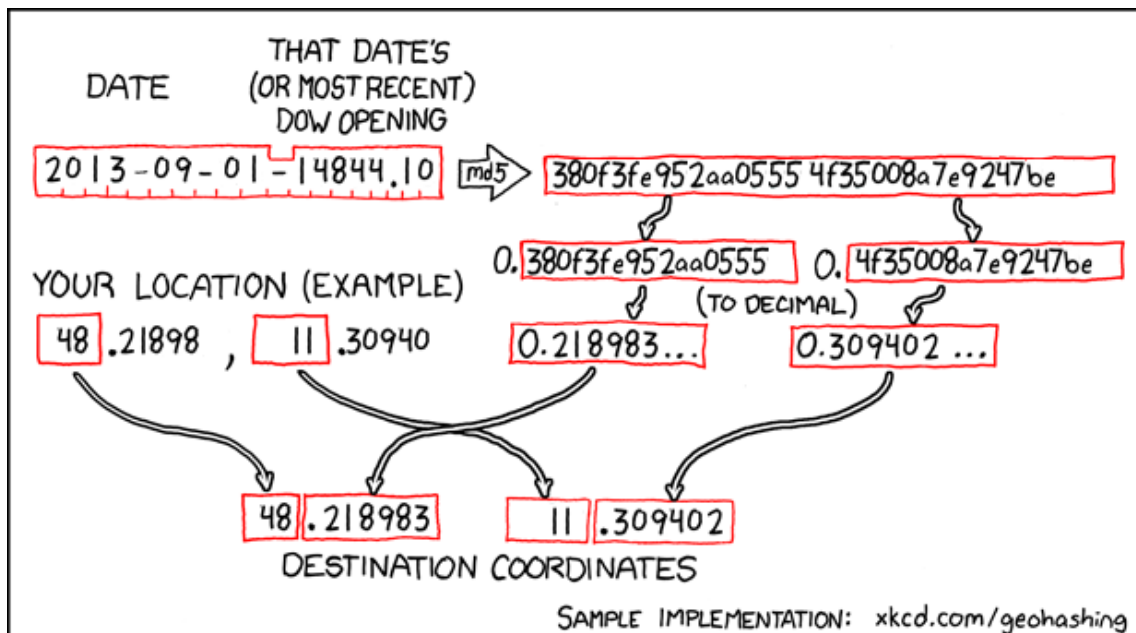 DATE
THAT DATE'S
(OR MOST RECENT)
DOW OPENING
2013-09-01-14844.10
md5
380f3fe952aa0555 4f35008a7e9247be
0.380f3fe952aa0555
0.4f35008a7e9247be
YOUR LOCATION (EXAMPLE)
(TO DECIMAL)
48.21898, 11.30940
0.218983...
0.309402...
48.218983
11.309402
DESTINATION COORDINATES
SAMPLE IMPLEMENTATION: xkcd.com/geohashing